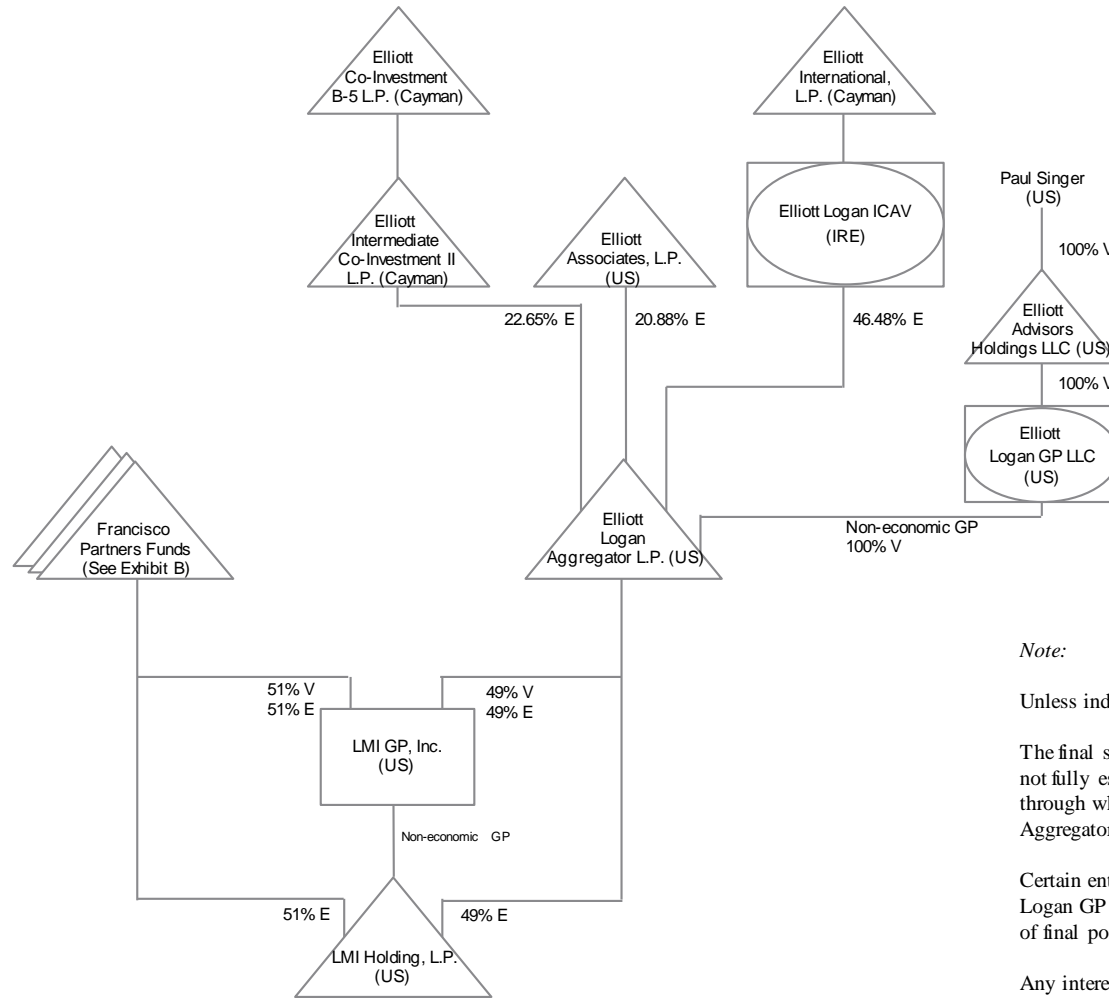 Elliott
Co-Investment
B-5 L.P. (Cayman)
Elliott
International,
L.P. (Cayman)
Elliott
Intermediate
Co-Investment II
L.P. (Cayman)
Elliott
Associates, L.P.
(US)
Elliott Logan ICAV
(IRE)
Paul Singer
(US)
100% V
Elliott
Advisors
Holdings LLC (US)
100% V
22.65% E
20.88% E
46.48% E
Elliott
Logan GP LLC
(US)
Francisco
Partners Funds
(See Exhibit B)
Elliott
Logan
Aggregator L.P. (US)
Non-economic GP
100% V
51% V
51% E
49% V
49% E
LMI GP, Inc.
(US)
Non-economic GP
51% E
49% E
LMI Holding, L.P.
(US)
Note:
Unless ind
The final s
not fully es
through wh
Aggregator
Certain ent
Logan GP
of final po
Any intere